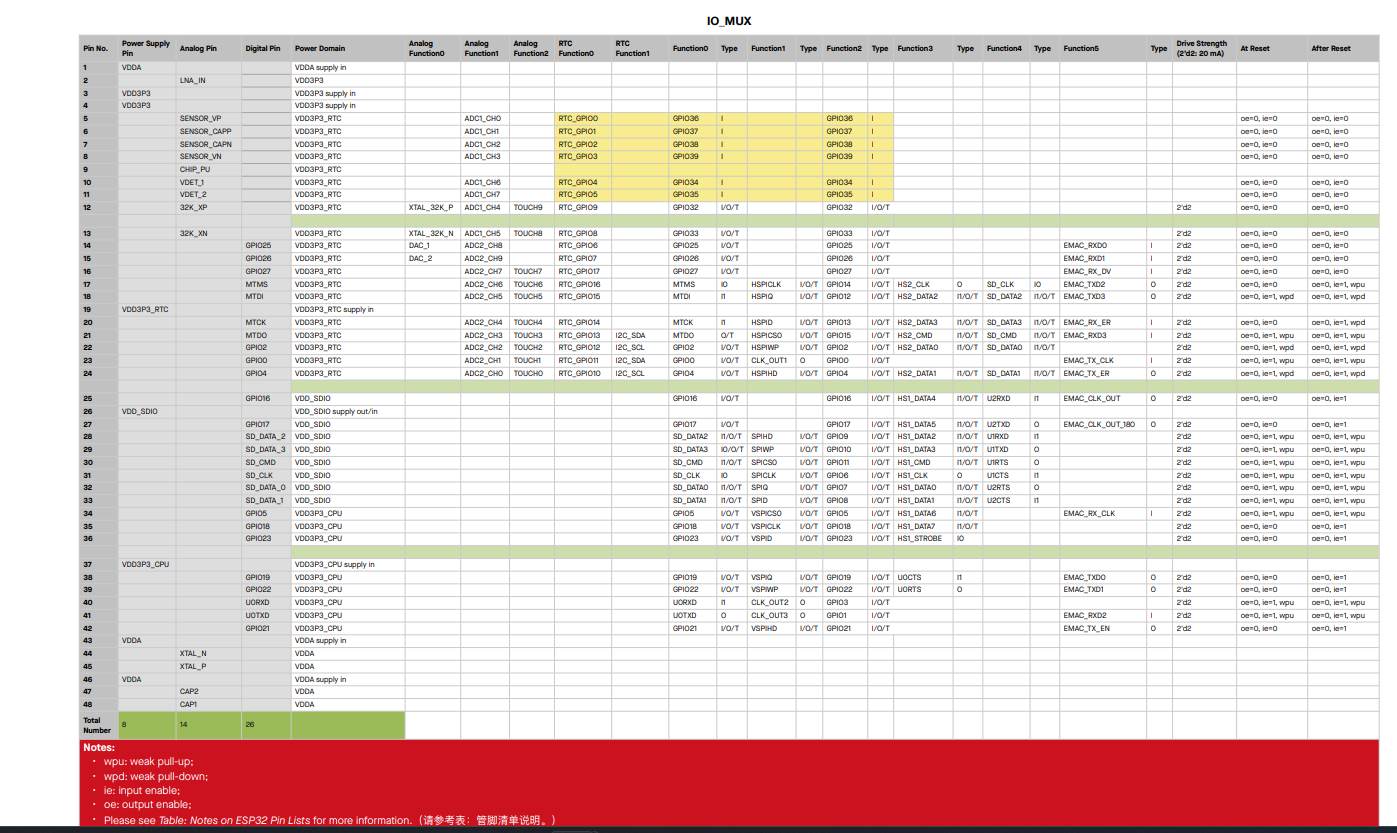 IO_MUX
Pin No. Power Supply Pin Analog Pin Digital Pin Power Domain Analog Function0 Analog Function1 Analog Function2 RTC Function0 RTC Function1 Function0 Type Function1 Type Function2 Type Function3 Type Function4 Type Function5 Type Drive Strength (2'd2: 20 mA) At Reset After Reset
1 VDDA VDDA supply in
2 LNA_IN VDD3P3
3 VDD3P3 VDD3P3 supply in
4 VDD3P3 VDD3P3 supply in
5 SENSOR_VP VDD3P3_RTC ADC1_CH0 RTC_GPIO0 GPIO36 I GPIO36 I oe=0, ie=0 oe=0, ie=0
6 SENSOR_CAPP VDD3P3_RTC ADC1_CH1 RTC_GPIO1 GPIO37 I GPIO37 I oe=0, ie=0 oe=0, ie=0
7 SENSOR_CAPN VDD3P3_RTC ADC1_CH2 RTC_GPIO2 GPIO38 I GPIO38 I oe=0, ie=0 oe=0, ie=0
8 SENSOR_VN VDD3P3_RTC ADC1_CH3 RTC_GPIO3 GPIO39 I GPIO39 I oe=0, ie=0 oe=0, ie=0
9 CHIP_PU VDD3P3_RTC
10 VDET_1 VDD3P3_RTC ADC1_CH6 RTC_GPIO4 GPIO34 I GPIO34 I oe=0, ie=0 oe=0, ie=0
11 VDET_2 VDD3P3_RTC ADC1_CH7 RTC_GPIO5 GPIO35 I GPIO35 I oe=0, ie=0 oe=0, ie=0
12 32K_XP VDD3P3_RTC XTAL_32K_P ADC1_CH4 TOUCH9 RTC_GPIO9 GPIO32 I/O/T GPIO32 I/O/T 2'd2 oe=0, ie=0 oe=0, ie=0
13 32K_XN VDD3P3_RTC XTAL_32K_N ADC1_CH5 TOUCH8 RTC_GPIO8 GPIO33 I/O/T GPIO33 I/O/T 2'd2 oe=0, ie=0 oe=0, ie=0
14 GPIO25 VDD3P3_RTC DAC_1 ADC2_CH8 RTC_GPIO6 GPIO25 I/O/T GPIO25 I/O/T EMAC_RXD0 I 2'd2 oe=0, ie=0 oe=0, ie=0
15 GPIO26 VDD3P3_RTC DAC_2 ADC2_CH9 RTC_GPIO7 GPIO26 I/O/T GPIO26 I/O/T EMAC_RXD1 I 2'd2 oe=0, ie=0 oe=0, ie=0
16 GPIO27 VDD3P3_RTC ADC2_CH7 TOUCH7 RTC_GPIO17 GPIO27 I/O/T GPIO27 I/O/T EMAC_RX_DV I 2'd2 oe=0, ie=0 oe=0, ie=0
17 MTMS VDD3P3_RTC ADC2_CH6 TOUCH6 RTC_GPIO16 MTMS I0 HSPICLK I/O/T GPIO14 I/O/T HS2_CLK O SD_CLK I0 EMAC_TXD2 O 2'd2 oe=0, ie=0 oe=0, ie=1, wpu
18 MTDI VDD3P3_RTC ADC2_CH5 TOUCH5 RTC_GPIO15 MTDI I1 HSPIQ I/O/T GPIO12 I/O/T HS2_DATA2 I1/O/T SD_DATA2 I1/O/T EMAC_TXD3 O 2'd2 oe=0, ie=1, wpd oe=0, ie=1, wpd
19 VDD3P3_RTC VDD3P3_RTC supply in
20 MTCK VDD3P3_RTC ADC2_CH4 TOUCH4 RTC_GPIO14 MTCK I1 HSPID I/O/T GPIO13 I/O/T HS2_DATA3 I1/O/T SD_DATA3 I1/O/T EMAC_RX_ER I 2'd2 oe=0, ie=0 oe=0, ie=1, wpd
21 MTDO VDD3P3_RTC ADC2_CH3 TOUCH3 RTC_GPIO13 I2C_SDA MTDO O/T HSPICS0 I/O/T GPIO15 I/O/T HS2_CMD I1/O/T SD_CMD I1/O/T EMAC_RXD3 I 2'd2 oe=0, ie=1, wpu oe=0, ie=1, wpu
22 GPIO2 VDD3P3_RTC ADC2_CH2 TOUCH2 RTC_GPIO12 I2C_SCL GPIO2 I/O/T HSPIWP I/O/T GPIO2 I/O/T HS2_DATA0 I1/O/T SD_DATA0 I1/O/T 2'd2 oe=0, ie=1, wpd oe=0, ie=1, wpd
23 GPIO0 VDD3P3_RTC ADC2_CH1 TOUCH1 RTC_GPIO11 I2C_SDA GPIO0 I/O/T CLK_OUT1 O GPIO0 I/O/T EMAC_TX_CLK I 2'd2 oe=0, ie=1, wpu oe=0, ie=1, wpu
24 GPIO4 VDD3P3_RTC ADC2_CH0 TOUCH0 RTC_GPIO10 I2C_SCL GPIO4 I/O/T HSPIHD I/O/T GPIO4 I/O/T HS2_DATA1 I1/O/T SD_DATA1 I1/O/T EMAC_TX_ER O 2'd2 oe=0, ie=1, wpd oe=0, ie=1, wpd
25 GPIO16 VDD_SDIO GPIO16 I/O/T GPIO16 I/O/T HS1_DATA4 I1/O/T U2RXD I1 EMAC_CLK_OUT O 2'd2 oe=0, ie=0 oe=0, ie=1
26 VDD_SDIO VDD_SDIO supply out/in
27 GPIO17 VDD_SDIO GPIO17 I/O/T GPIO17 I/O/T HS1_DATA5 I1/O/T U2TXD O EMAC_CLK_OUT_180 O 2'd2 oe=0, ie=0 oe=0, ie=1
28 SD_DATA_2 VDD_SDIO SD_DATA2 I1/O/T SPIHD I/O/T GPIO9 I/O/T HS1_DATA2 I1/O/T U1RXD I1 2'd2 oe=0, ie=1, wpu oe=0, ie=1, wpu
29 SD_DATA_3 VDD_SDIO SD_DATA3 I0/O/T SPIWP I/O/T GPIO10 I/O/T HS1_DATA3 I1/O/T U1TXD O 2'd2 oe=0, ie=1, wpu oe=0, ie=1, wpu
30 SD_CMD VDD_SDIO SD_CMD I1/O/T SPICS0 I/O/T GPIO11 I/O/T HS1_CMD I1/O/T U1RTS O 2'd2 oe=0, ie=1, wpu oe=0, ie=1, wpu
31 SD_CLK VDD_SDIO SD_CLK I0 SPICLK I/O/T GPIO6 I/O/T HS1_CLK O U1CTS I1 2'd2 oe=0, ie=1, wpu oe=0, ie=1, wpu
32 SD_DATA_0 VDD_SDIO SD_DATA0 I1/O/T SPIQ I/O/T GPIO7 I/O/T HS1_DATA0 I1/O/T U2RTS O 2'd2 oe=0, ie=1, wpu oe=0, ie=1, wpu
33 SD_DATA_1 VDD_SDIO SD_DATA1 I1/O/T SPID I/O/T GPIO8 I/O/T HS1_DATA1 I1/O/T U2CTS I1 2'd2 oe=0, ie=1, wpu oe=0, ie=1, wpu
34 GPIO5 VDD3P3_CPU GPIO5 I/O/T VSPICS0 I/O/T GPIO5 I/O/T HS1_DATA6 I1/O/T EMAC_RX_CLK I 2'd2 oe=0, ie=1, wpu oe=0, ie=1, wpu
35 GPIO18 VDD3P3_CPU GPIO18 I/O/T VSPICLK I/O/T GPIO18 I/O/T HS1_DATA7 I1/O/T 2'd2 oe=0, ie=0 oe=0, ie=1
36 GPIO23 VDD3P3_CPU GPIO23 I/O/T VSPID I/O/T GPIO23 I/O/T HS1_STROBE I0 2'd2 oe=0, ie=0 oe=0, ie=1
37 VDD3P3_CPU VDD3P3_CPU supply in
38 GPIO19 VDD3P3_CPU GPIO19 I/O/T VSPIQ I/O/T GPIO19 I/O/T U0CTS I1 EMAC_TXD0 O 2'd2 oe=0, ie=0 oe=0, ie=1
39 GPIO22 VDD3P3_CPU GPIO22 I/O/T VSPIWP I/O/T GPIO22 I/O/T U0RTS O EMAC_TXD1 O 2'd2 oe=0, ie=0 oe=0, ie=1
40 U0RXD VDD3P3_CPU U0RXD I1 CLK_OUT2 O GPIO3 I/O/T 2'd2 oe=0, ie=1, wpu oe=0, ie=1, wpu
41 U0TXD VDD3P3_CPU U0TXD O CLK_OUT3 O GPIO1 I/O/T EMAC_RXD2 I 2'd2 oe=0, ie=1, wpu oe=0, ie=1, wpu
42 GPIO21 VDD3P3_CPU GPIO21 I/O/T VSPIHD I/O/T GPIO21 I/O/T EMAC_TX_EN O 2'd2 oe=0, ie=0 oe=0, ie=1
43 VDDA VDDA supply in
44 XTAL_N VDDA
45 XTAL_P VDDA
46 VDDA VDDA supply in
47 CAP2 VDDA
48 CAP1 VDDA
Total Number 8 14 26
Notes:
• wpu: weak pull-up;
• wpd: weak pull-down;
• ie: input enable;
• oe: output enable;
• Please see Table: Notes on ESP32 Pin Lists for more information.（请参考表：管脚清单说明。）